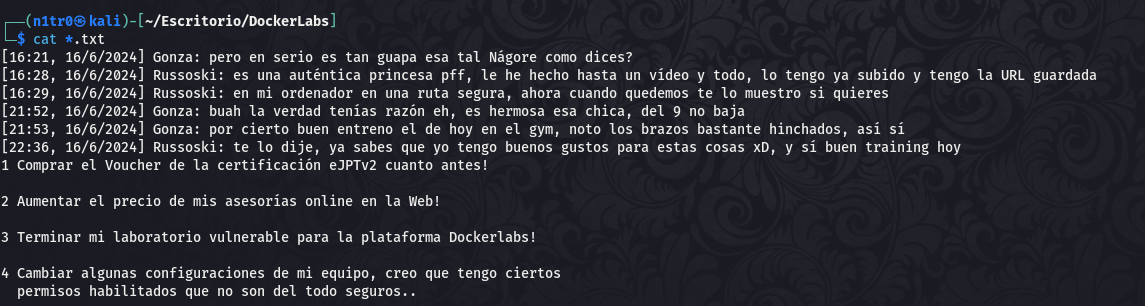 ┌──(n1tr0㉿kali)-[~/Escritorio/DockerLabs]
└─$ cat *.txt
[16:21, 16/6/2024] Gonza: pero en serio es tan guapa esa tal Nágore como dices?
[16:28, 16/6/2024] Russoski: es una auténtica princesa pff, le he hecho hasta un vídeo y todo, lo tengo ya subido y tengo la URL guardada
[16:29, 16/6/2024] Russoski: en mi ordenador en una ruta segura, ahora cuando quedemos te lo muestro si quieres
[21:52, 16/6/2024] Gonza: buah la verdad tenías razón eh, es hermosa esa chica, del 9 no baja
[21:53, 16/6/2024] Gonza: por cierto buen entreno el de hoy en el gym, noto los brazos bastante hinchados, así sí
[22:36, 16/6/2024] Russoski: te lo dije, ya sabes que yo tengo buenos gustos para estas cosas xD, y sí buen training hoy
1 Comprar el Voucher de la certificación eJPTv2 cuanto antes!
2 Aumentar el precio de mis asesorías online en la Web!
3 Terminar mi laboratorio vulnerable para la plataforma Dockerlabs!
4 Cambiar algunas configuraciones de mi equipo, creo que tengo ciertos
permisos habilitados que no son del todo seguros..